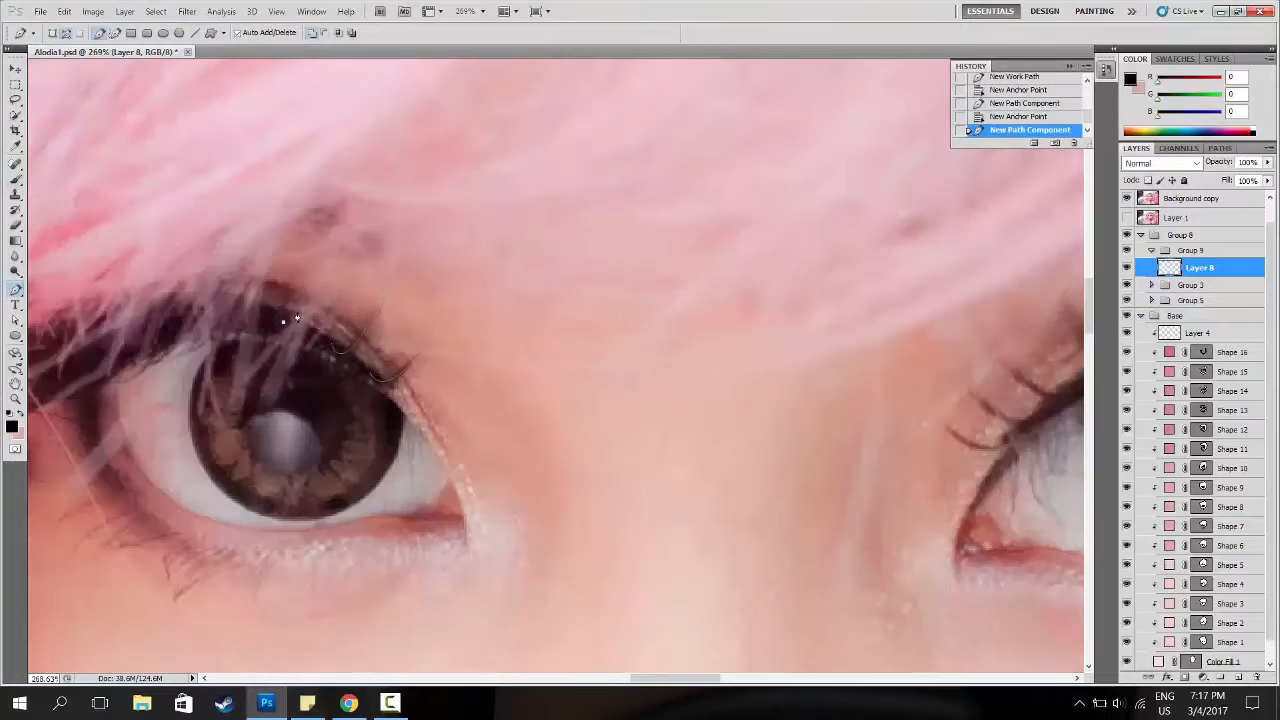 Ps File Edit Image Layer Select Filter Analysis 3D View Window Help Br Mb 269% ESSENTIALS DESIGN PAINTING CS Live
Auto Add/Delete
Alodia1.psd @ 269% (Layer 8, RGB/8) *
HISTORY
New Work Path
New Anchor Point
New Path Component
New Anchor Point
New Path Component
COLOR SWATCHES STYLES
R 0
G 0
B 0
LAYERS CHANNELS PATHS
Normal Opacity: 100%
Lock: Fill: 100%
Background copy
Layer 1
Group 8
Group 9
Layer 8
Group 3
Group 5
Base
Layer 4
Shape 16
Shape 15
Shape 14
Shape 13
Shape 12
Shape 11
Shape 10
Shape 9
Shape 8
Shape 7
Shape 6
Shape 5
Shape 4
Shape 3
Shape 2
Shape 1
Color Fill 1
268.63% Doc: 38.6M/124.6M
Ps
ENG 7:17 PM
US 3/4/2017